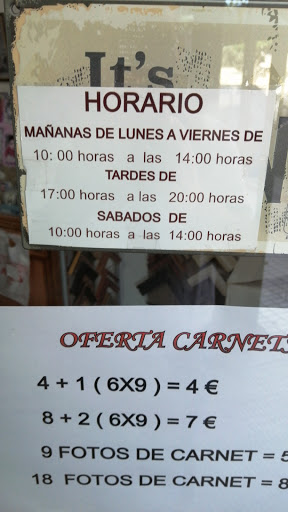 It's
HORARIO
MAÑANAS DE LUNES A VIERNES DE
10: 00 horas a las 14:00 horas
TARDES DE
17:00 horas a las 20:00 horas
SABADOS DE
10:00 horas a las 14:00 horas
OFERTA CARNETS
4 + 1 ( 6X9 ) = 4 €
8 + 2 ( 6X9 ) = 7 €
9 FOTOS DE CARNET =
18 FOTOS DE CARNET = 8